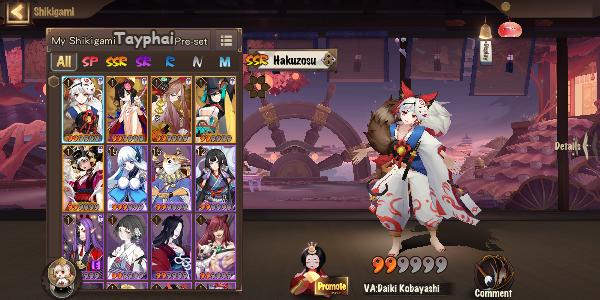 Shikigami
My Shikigami Tayphai Pre-set
All SP SSR SR R N M
SSR Hakuzosu
Display
Details
999999
Promote
VA:Daiki Kobayashi
Comment